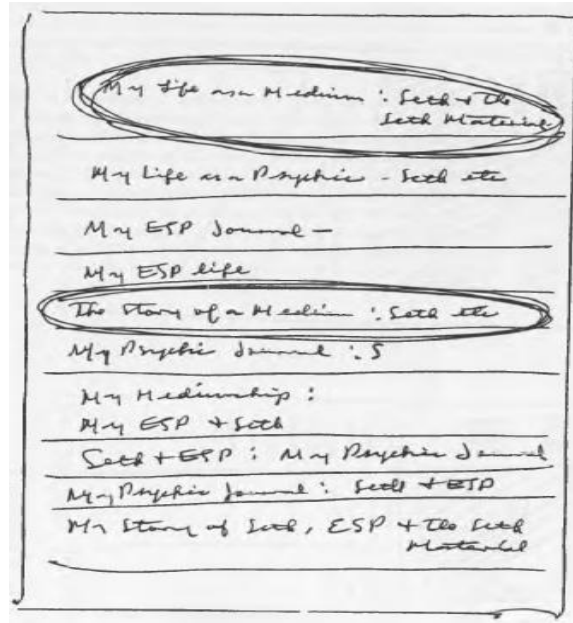 My Life as a Medium : Seth & the
Seth Material
My Life as a Psychic - Seth etc
My ESP Journal —
My ESP life
The Story of a Medium : Seth etc
My Psychic Journal : S
My Mediumship :
My ESP + Seth
Seth + ESP : My Psychic Journal
My Psychic Journal : Seth + ESP
My Story of Seth, ESP + the Seth
Material